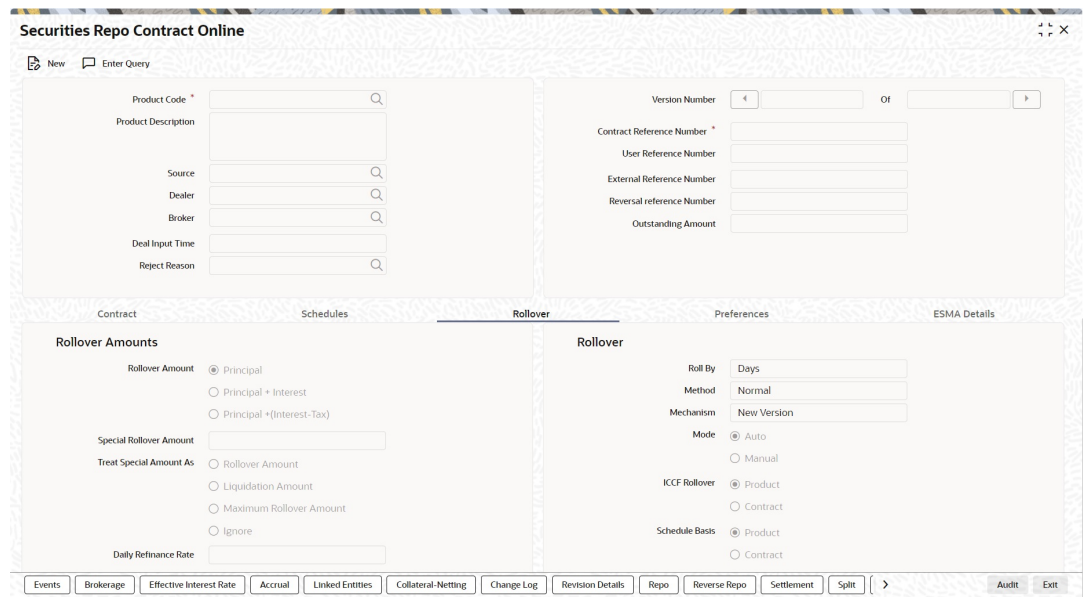 Securities Repo Contract Online
New
Enter Query
Product Code *
Product Description
Source
Dealer
Broker
Deal Input Time
Reject Reason
Version Number
Of
Contract Reference Number *
User Reference Number
External Reference Number
Reversal reference Number
Outstanding Amount
Contract
Schedules
Rollover
Preferences
ESMA Details
Rollover Amounts
Rollover Amount
Principal
Principal + Interest
Principal +(Interest-Tax)
Special Rollover Amount
Treat Special Amount As
Rollover Amount
Liquidation Amount
Maximum Rollover Amount
Ignore
Daily Refinance Rate
Rollover
Roll By Days
Method Normal
Mechanism New Version
Mode Auto
Manual
ICCF Rollover Product
Contract
Schedule Basis Product
Contract
Events
Brokerage
Effective Interest Rate
Accrual
Linked Entities
Collateral-Netting
Change Log
Revision Details
Repo
Reverse Repo
Settlement
Split
Audit
Exit